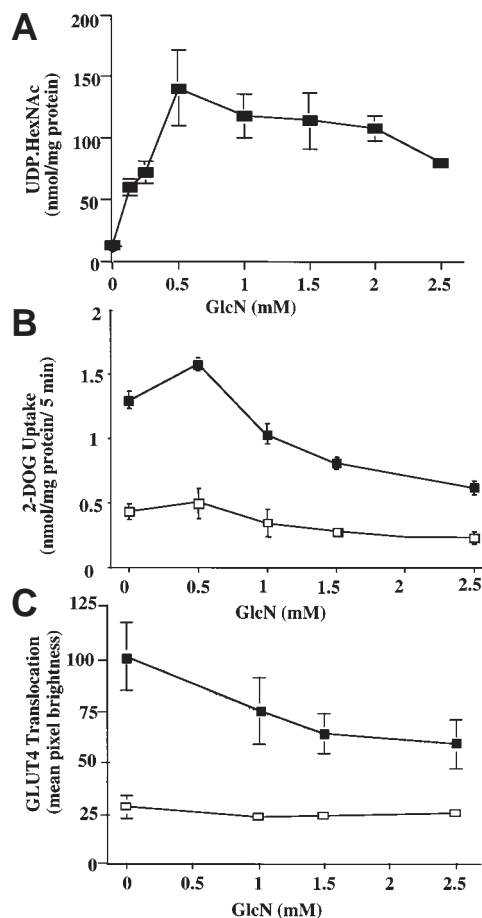 A
UDP.HexNAc
(nmol/mg protein)
200
150
100
50
0
0 0.5 1 1.5 2 2.5
GlcN (mM)
B
2-DOG Uptake
(nmol/mg protein/ 5 min)
2
1.5
1
0.5
0
0 0.5 1 1.5 2 2.5
GlcN (mM)
C
GLUT4 Translocation
(mean pixel brightness)
125
100
75
50
25
0
0 0.5 1 1.5 2 2.5
GlcN (mM)